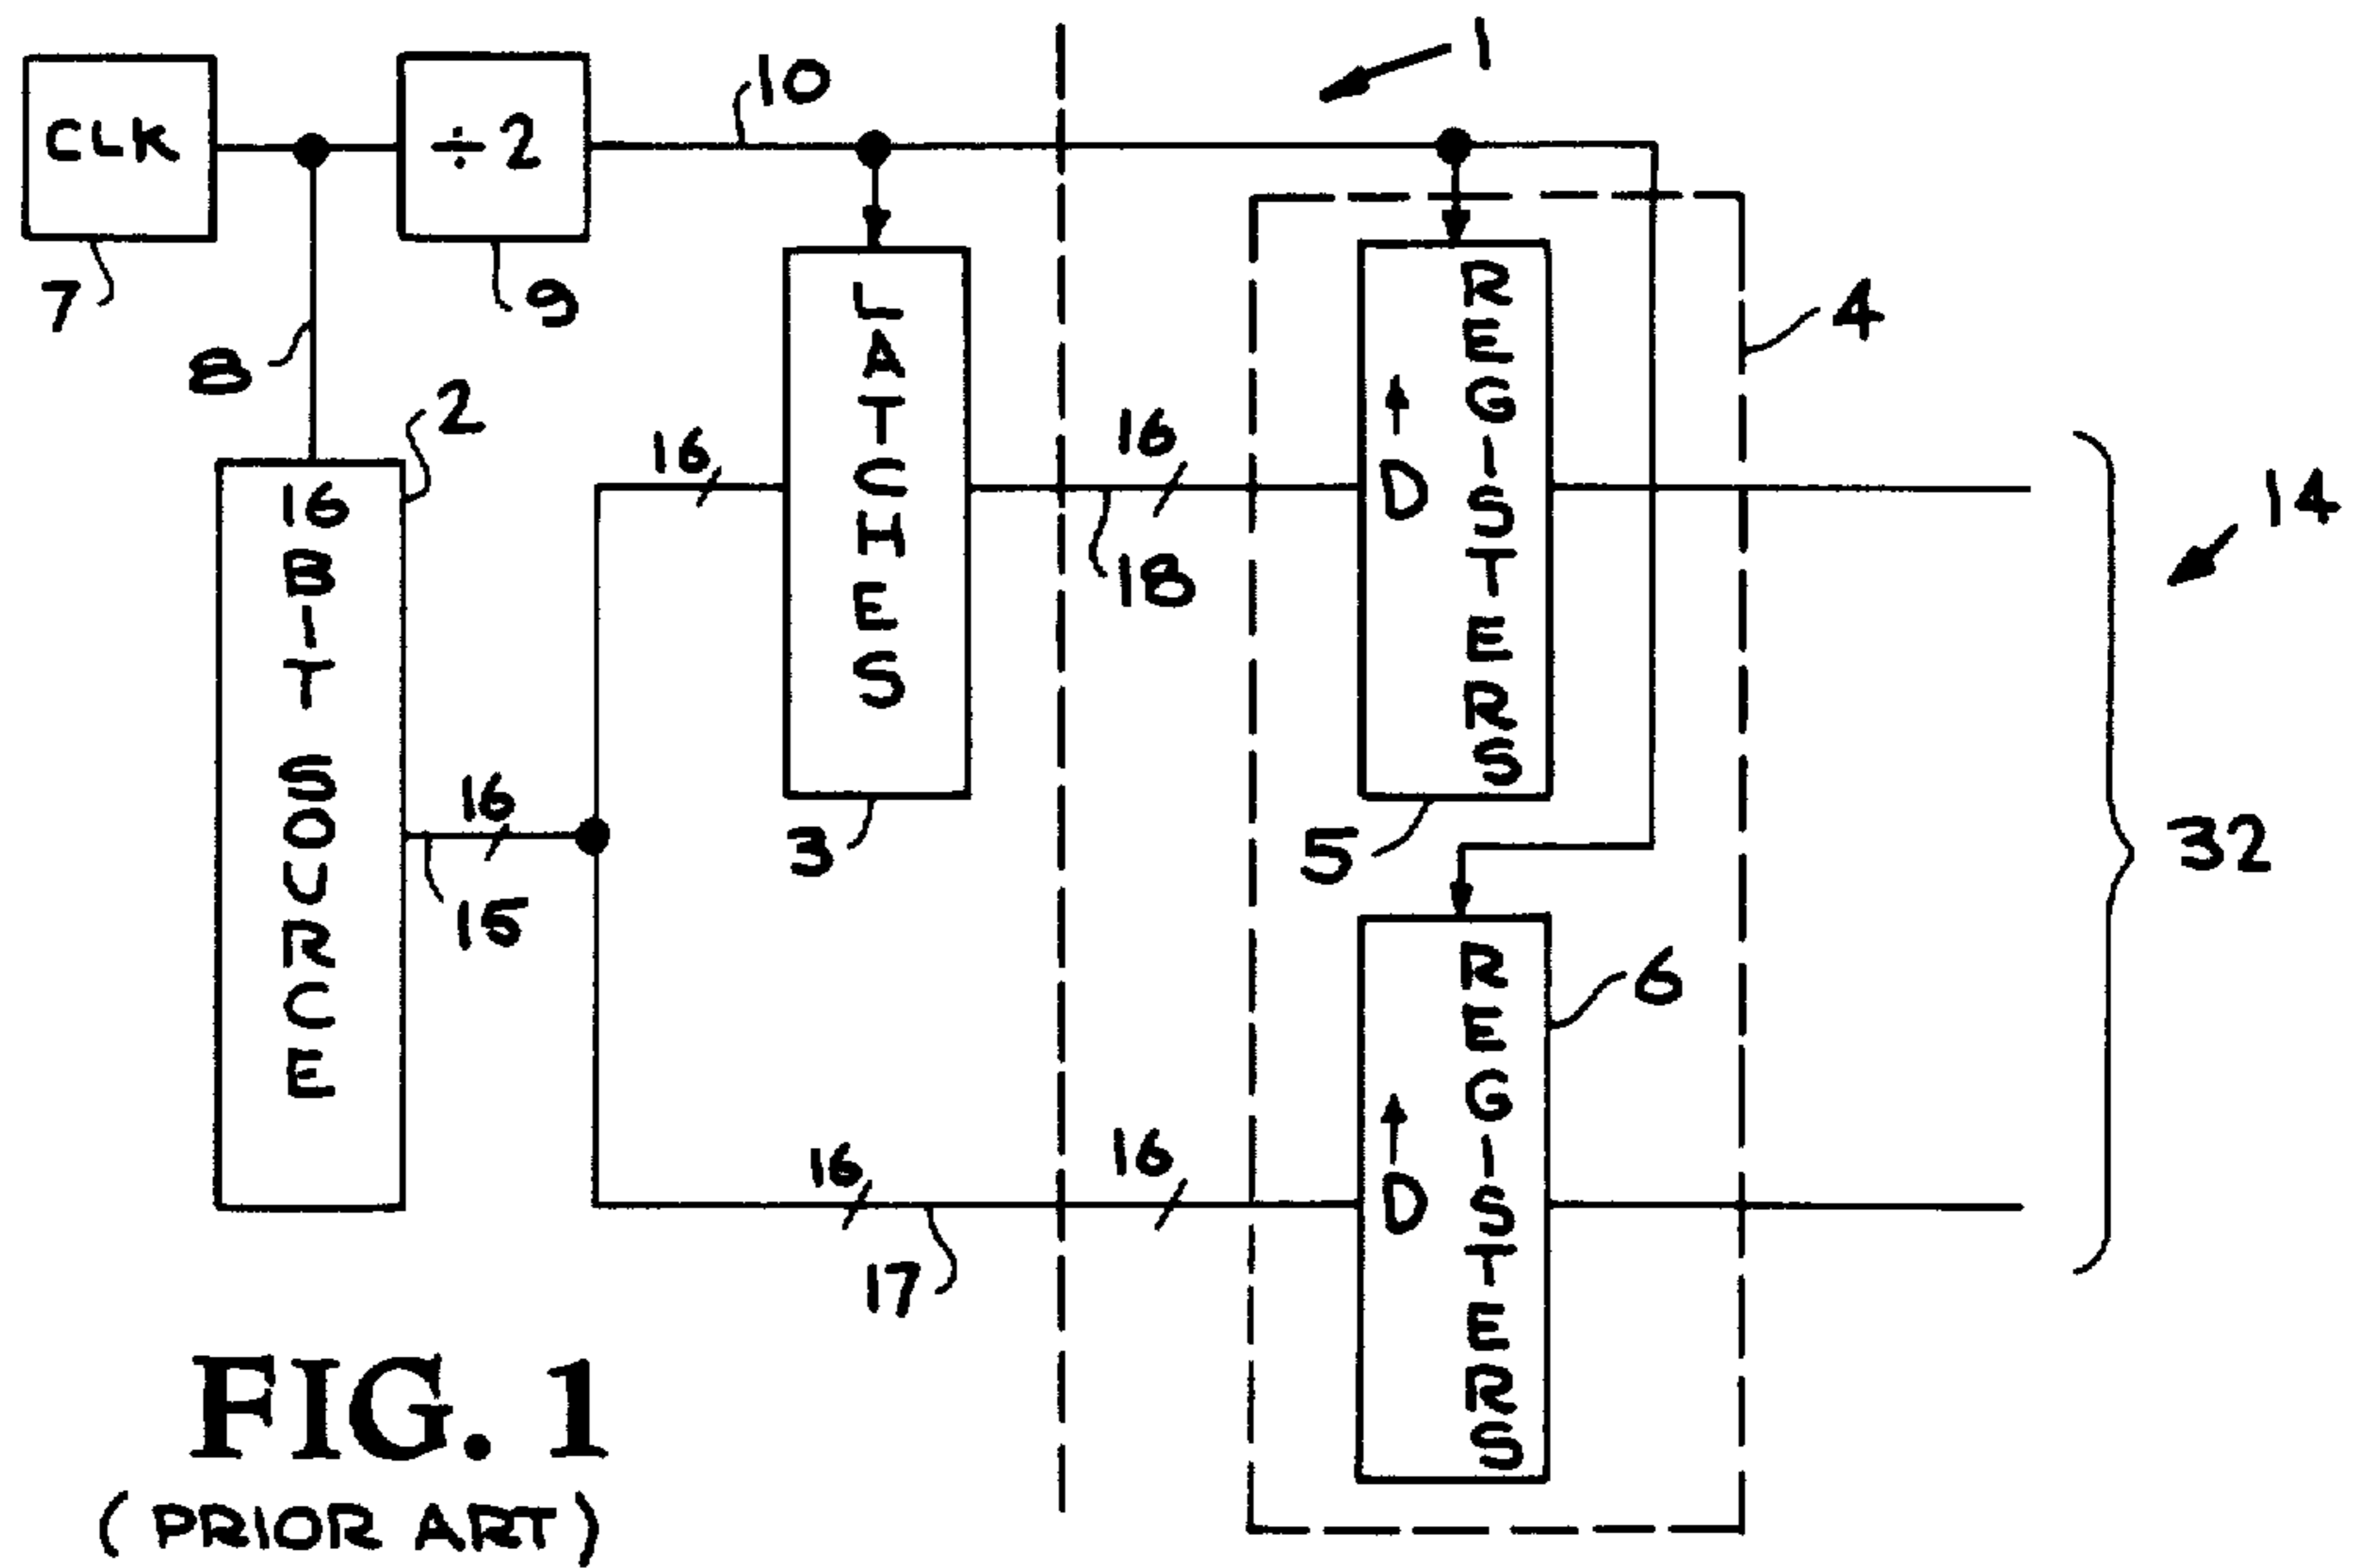 1
10
CLK
÷2
7
9
8
2
4
16 BIT SOURCE
LATCHES
REGISTERS
D
16
16
18
14
16
15
3
5
32
REGISTERS
D
6
16
16
17
FIG. 1
(PRIOR ART)